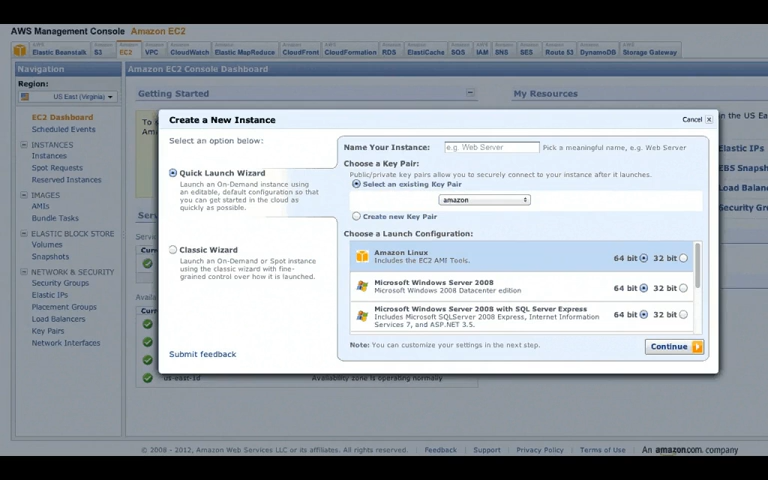 AWS Management Console Amazon EC2
Elastic Beanstalk S3 EC2 VPC CloudWatch Elastic MapReduce CloudFront CloudFormation RDS ElastiCache SQS IAM SNS SES Route 53 DynamoDB Storage Gateway
Navigation
Amazon EC2 Console Dashboard
Region:
US East (Virginia)
EC2 Dashboard
Scheduled Events
INSTANCES
Instances
Spot Requests
Reserved Instances
IMAGES
AMIs
Bundle Tasks
ELASTIC BLOCK STORE
Volumes
Snapshots
NETWORK & SECURITY
Security Groups
Elastic IPs
Placement Groups
Load Balancers
Key Pairs
Network Interfaces
Getting Started
My Resources
Create a New Instance
Cancel
Select an option below:
Quick Launch Wizard
Launch an On-Demand instance using
an editable, default configuration so that
you can get started in the cloud as
quickly as possible.
Classic Wizard
Launch an On-Demand or Spot instance
using the classic wizard with fine-
grained control over how it is launched.
Submit feedback
Name Your Instance:
e.g. Web Server
Pick a meaningful name, e.g. Web Server
Choose a Key Pair:
Public/private key pairs allow you to securely connect to your instance after it launches.
Select an existing Key Pair
amazon
Create new Key Pair
Choose a Launch Configuration:
Amazon Linux
Includes the EC2 AMI Tools.
64 bit 32 bit
Microsoft Windows Server 2008
Microsoft Windows 2008 Datacenter edition
64 bit 32 bit
Microsoft Windows Server 2008 with SQL Server Express
Includes Microsoft SQLServer 2008 Express, Internet Information
Services 7, and ASP.NET 3.5.
64 bit 32 bit
Note: You can customize your settings in the next step.
Continue
the US East
Elastic IPs
EBS Snapsh
Load Balanc
Security Gro
us-east-1d
Availability zone is operating normally
© 2008 - 2012, Amazon Web Services LLC or its affiliates. All rights reserved.
Feedback
Support
Privacy Policy
Terms of Use
An amazon.com company